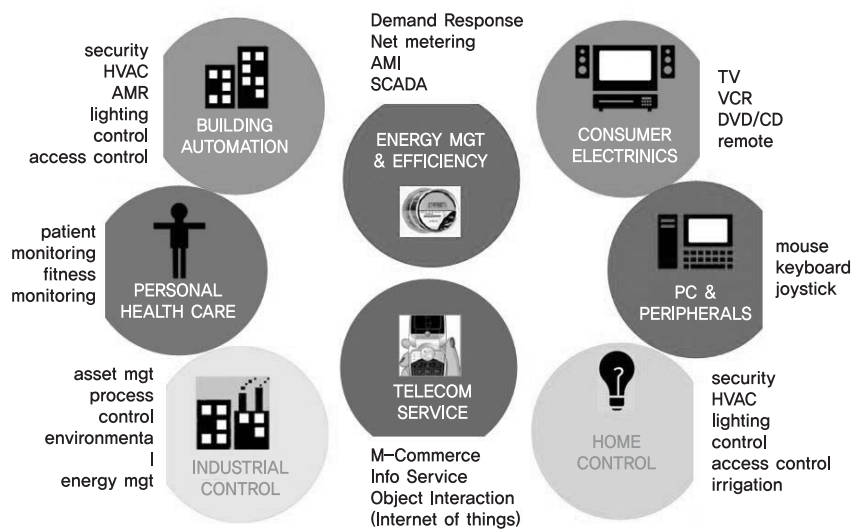 security
HVAC
AMR
lighting
control
access control
BUILDING
AUTOMATION
Demand Response
Net metering
AMI
SCADA
ENERGY MGT
& EFFICIENCY
CONSUMER
ELECTRINICS
TV
VCR
DVD/CD
remote
patient
monitoring
fitness
monitoring
PERSONAL
HEALTH CARE
PC &
PERIPHERALS
mouse
keyboard
joystick
asset mgt
process
control
environmenta
l
energy mgt
INDUSTRIAL
CONTROL
TELECOM
SERVICE
M-Commerce
Info Service
Object Interaction
(Internet of things)
?
HOME
CONTROL
security
HVAC
lighting
control
access control
irrigation